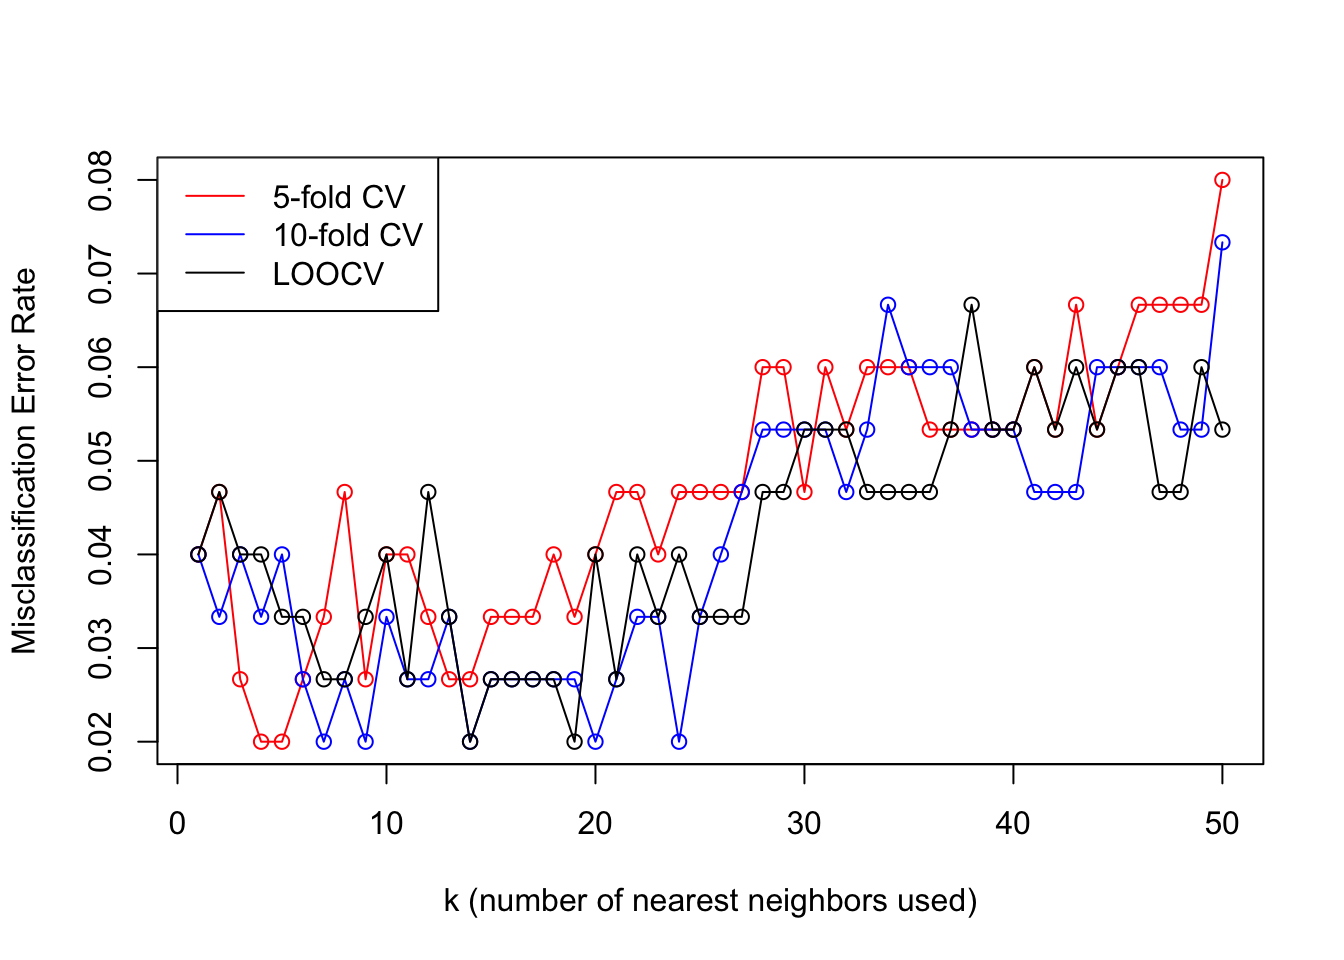 5-fold CV
10-fold CV
LOOCV
Misclassification Error Rate
0.02 0.03 0.04 0.05 0.06 0.07 0.08
0 10 20 30 40 50
k (number of nearest neighbors used)